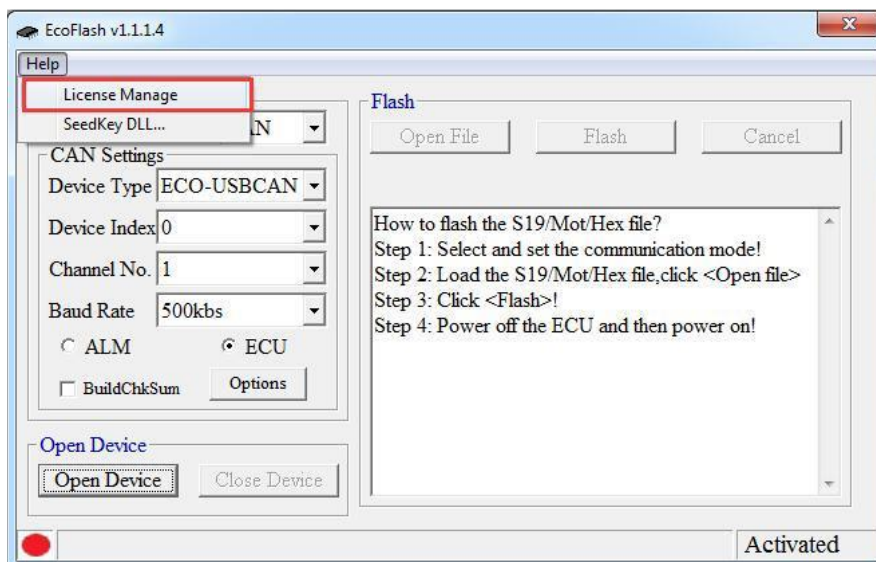 EcoFlash v1.1.1.4
Help
License Manage
SeedKey DLL...
CAN Settings
Device Type ECO-USBCAN
Device Index 0
Channel No. 1
Baud Rate 500kbs
ALM ECU
BuildChkSum Options
Open Device
Open Device Close Device
Flash
Open File Flash Cancel
How to flash the S19/Mot/Hex file?
Step 1: Select and set the communication mode!
Step 2: Load the S19/Mot/Hex file,click <Open file>
Step 3: Click <Flash>!
Step 4: Power off the ECU and then power on!
Activated